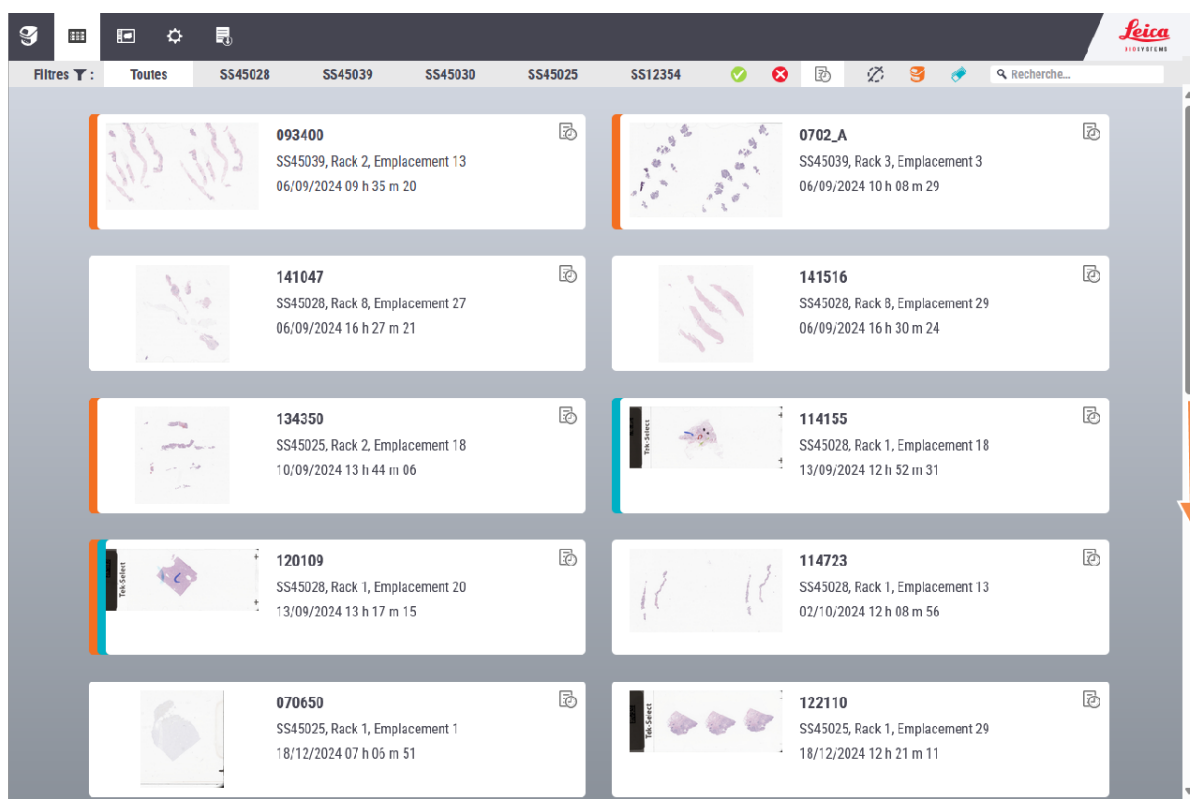 Leica
BIOSYSTEMS
Filtres : Toutes SS45028 SS45039 SS45030 SS45025 SS12354 Recherche...
093400
SS45039, Rack 2, Emplacement 13
06/09/2024 09 h 35 m 20
0702_A
SS45039, Rack 3, Emplacement 3
06/09/2024 10 h 08 m 29
141047
SS45028, Rack 8, Emplacement 27
06/09/2024 16 h 27 m 21
141516
SS45028, Rack 8, Emplacement 29
06/09/2024 16 h 30 m 24
134350
SS45025, Rack 2, Emplacement 18
10/09/2024 13 h 44 m 06
Tek-Select
114155
SS45028, Rack 1, Emplacement 18
13/09/2024 12 h 52 m 31
Tek-Select
120109
SS45028, Rack 1, Emplacement 20
13/09/2024 13 h 17 m 15
114723
SS45028, Rack 1, Emplacement 13
02/10/2024 12 h 08 m 56
070650
SS45025, Rack 1, Emplacement 1
18/12/2024 07 h 06 m 51
Tek-Select
122110
SS45025, Rack 1, Emplacement 29
18/12/2024 12 h 21 m 11